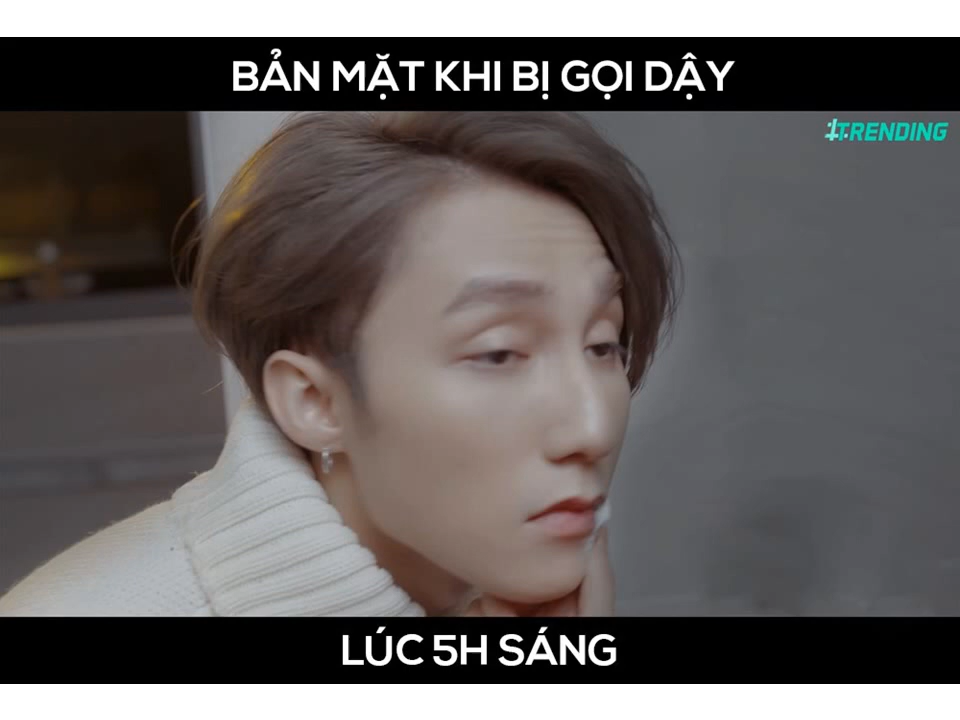 BẢN MẶT KHI BỊ GỌI DẬY
#TRENDING
LÚC 5H SÁNG